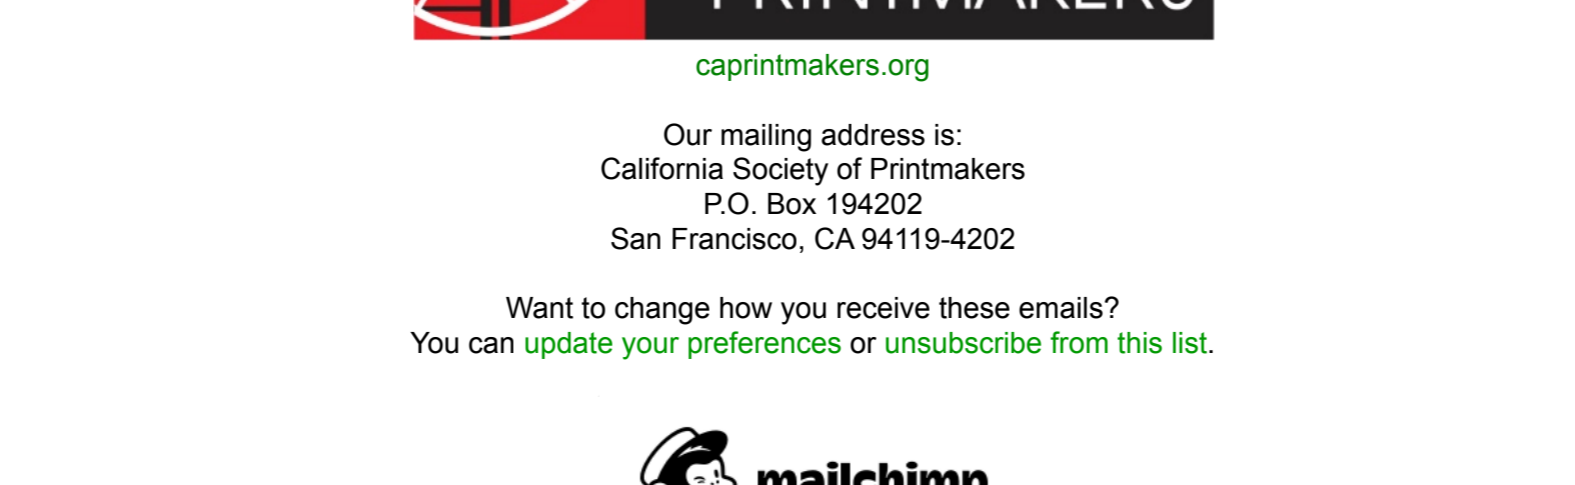 PRINTMAKERS
caprintmakers.org
Our mailing address is:
California Society of Printmakers
P.O. Box 194202
San Francisco, CA 94119-4202
Want to change how you receive these emails?
You can update your preferences or unsubscribe from this list.
mailchimp